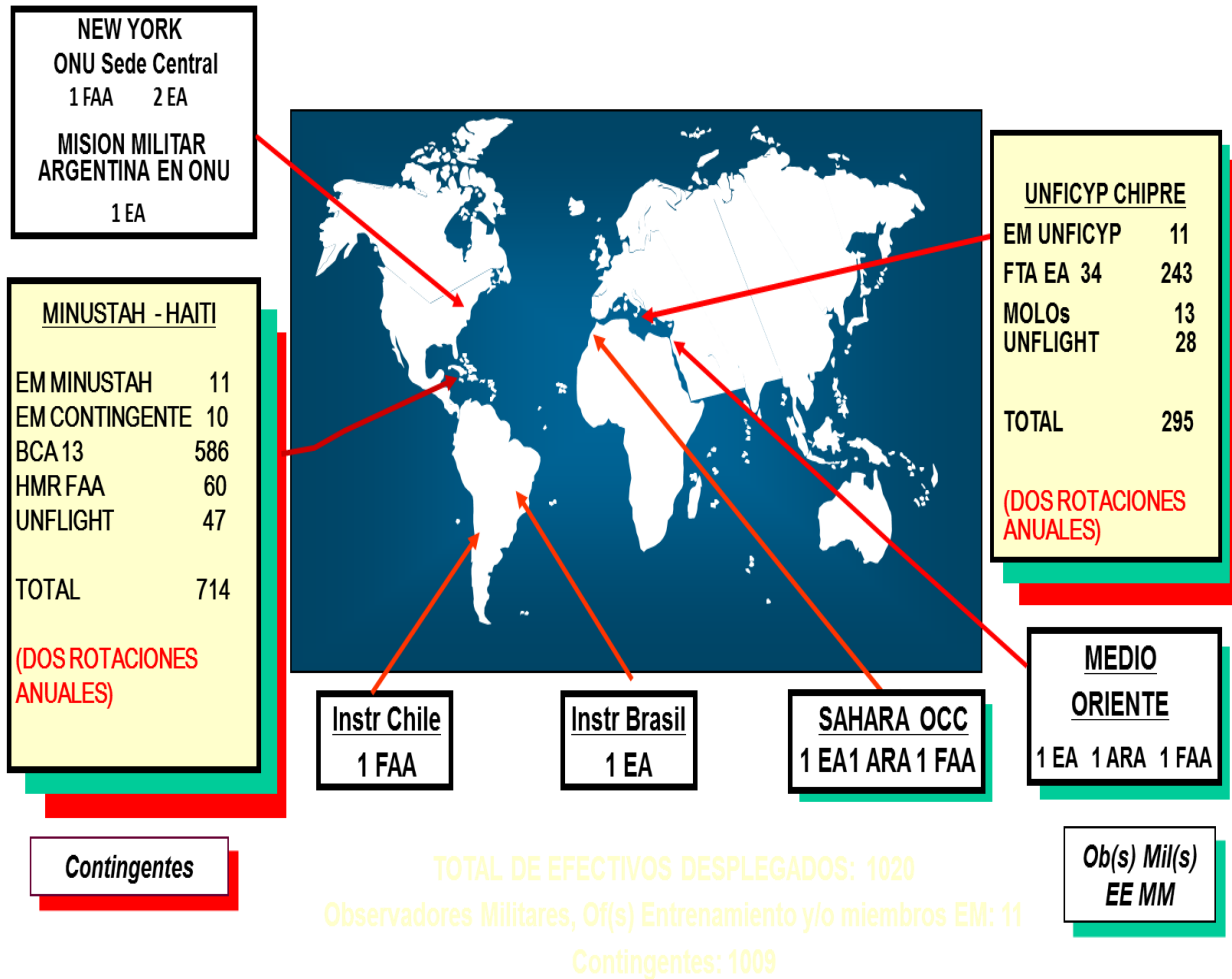 NEW YORK
ONU Sede Central
1 FAA 2 EA
MISION MILITAR
ARGENTINA EN ONU
1 EA
MINUSTAH - HAITI
EM MINUSTAH 11
EM CONTINGENTE 10
BCA 13 586
HMR FAA 60
UNFLIGHT 47
TOTAL 714
(DOS ROTACIONES
ANUALES)
UNFICYP CHIPRE
EM UNFICYP 11
FTA EA 34 243
MOLOs 13
UNFLIGHT 28
TOTAL 295
(DOS ROTACIONES
ANUALES)
Instr Chile
1 FAA
Instr Brasil
1 EA
SAHARA OCC
1 EA1 ARA 1 FAA
MEDIO
ORIENTE
1 EA 1 ARA 1 FAA
Contingentes
TOTAL DE EFECTIVOS DESPLEGADOS: 1020
Observadores Militares, Of(s) Entrenamiento y/o miembros EM: 11
Contingentes: 1009
Ob(s) Mil(s)
EE MM